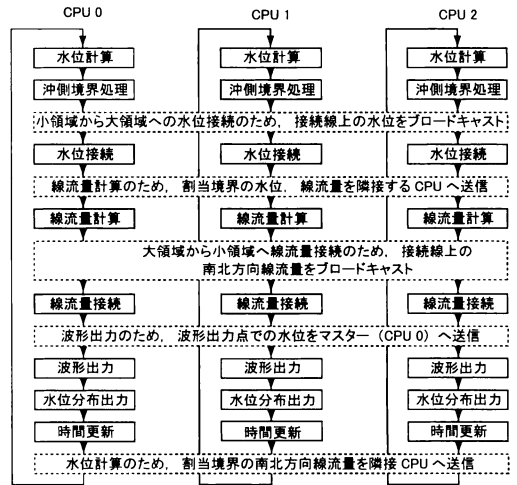 CPU 0 CPU 1 CPU 2
水位計算 水位計算 水位計算
沖側境界処理 沖側境界処理 沖側境界処理
小領域から大領域への水位接続のため，接続線上の水位をブロードキャスト
水位接続 水位接続 水位接続
線流量計算のため，割当境界の水位，線流量を隣接する CPU へ送信
線流量計算 線流量計算 線流量計算
大領域から小領域へ線流量接続のため，接続線上の
南北方向線流量をブロードキャスト
線流量接続 線流量接続 線流量接続
波形出力のため，波形出力点での水位をマスター（CPU 0）へ送信
波形出力 波形出力 波形出力
水位分布出力 水位分布出力 水位分布出力
時間更新 時間更新 時間更新
水位計算のため，割当境界の南北方向線流量を隣接 CPU へ送信